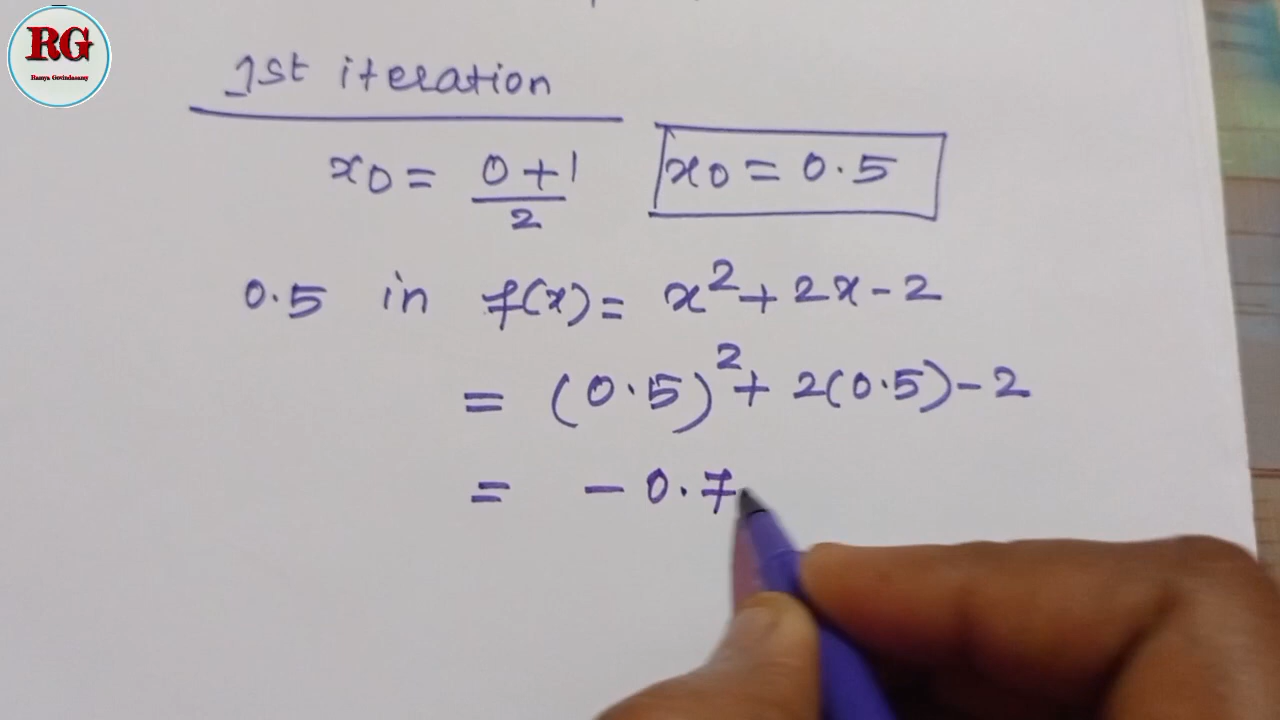 RG
Ramya Govindasamy
1st iteration
x0 = 0+1/2 x0 = 0.5
0.5 in f(x) = x² + 2x - 2
= (0.5)² + 2(0.5) - 2
= - 0.7